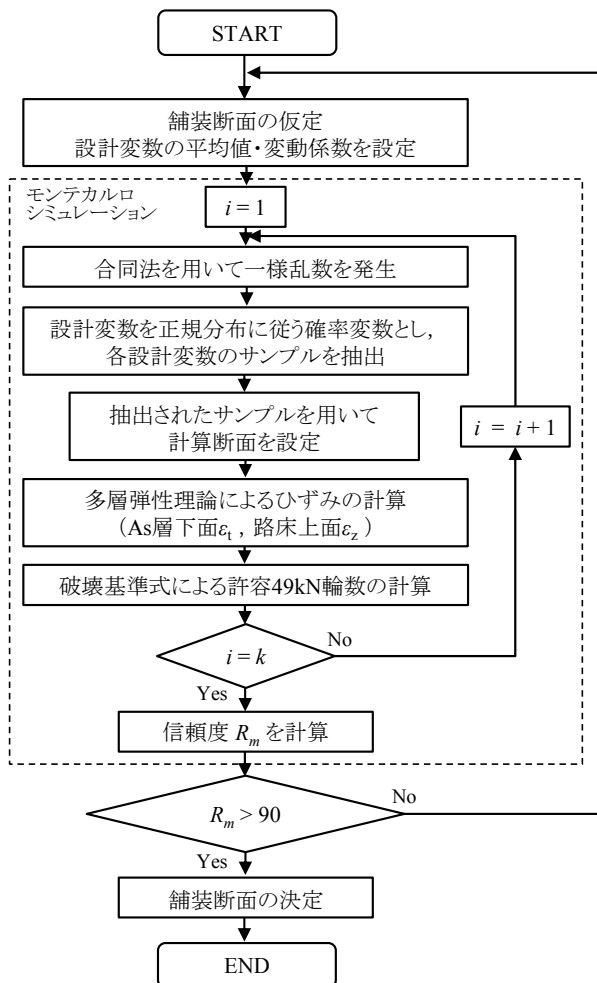 START
舗装断面の仮定
設計変数の平均値・変動係数を設定
モンテカルロ
シミュレーション
i = 1
合同法を用いて一様乱数を発生
設計変数を正規分布に従う確率変数とし,
各設計変数のサンプルを抽出
抽出されたサンプルを用いて
計算断面を設定
i = i + 1
多層弾性理論によるひずみの計算
（As層下面εt , 路床上面εz ）
破壊基準式による許容49kN輪数の計算
i = k
No
Yes
信頼度 Rm を計算
Rm > 90
No
Yes
舗装断面の決定
END